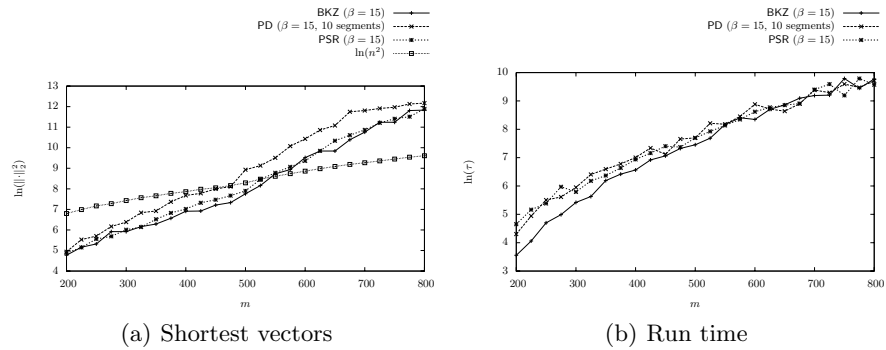 BKZ (β = 15)
PD (β = 15, 10 segments)
PSR (β = 15)
ln(n²)
13
12
11
10
9
8
7
6
5
4
ln(‖·‖₂²)
200 300 400 500 600 700 800
m
(a) Shortest vectors
BKZ (β = 15)
PD (β = 15, 10 segments)
PSR (β = 15)
10
9
8
7
6
5
4
3
ln(τ)
200 300 400 500 600 700 800
m
(b) Run time